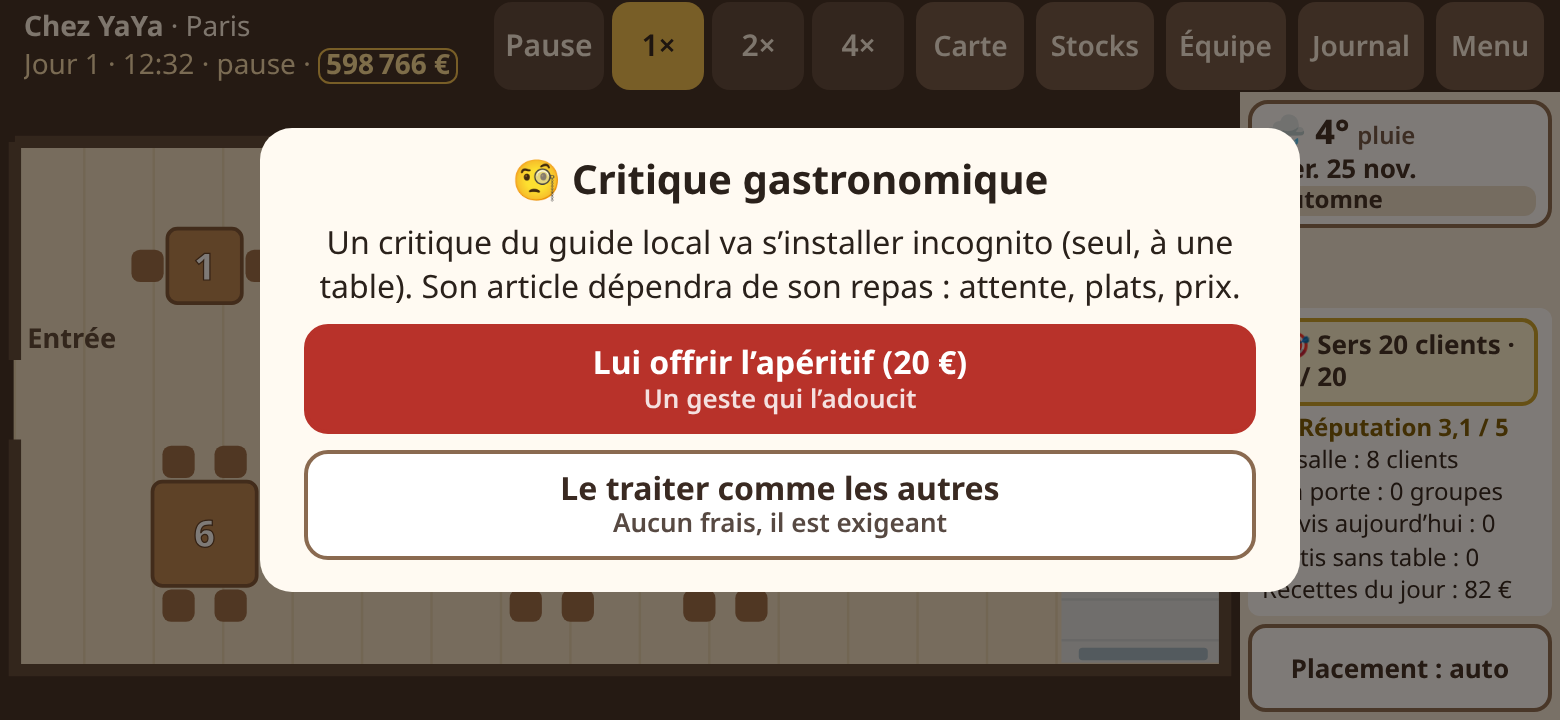 Chez YaYa · Paris
Jour 1 · 12:32 · pause · 598 766 €
Pause
1×
2×
4×
Carte
Stocks
Équipe
Journal
Menu
🧐 Critique gastronomique
Un critique du guide local va s’installer incognito (seul, à une
table). Son article dépendra de son repas : attente, plats, prix.
Lui offrir l’apéritif (20 €)
Un geste qui l’adoucit
Le traiter comme les autres
Aucun frais, il est exigeant
1
Entrée
6
4° pluie
25 nov.
Sers 20 clients ·
/ 20
Réputation 3,1 / 5
salle : 8 clients
porte : 0 groupes
aujourd’hui : 0
sans table : 0
Recettes du jour : 82 €
Placement : auto